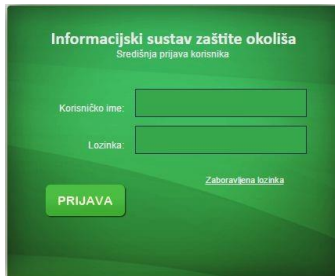 Informacijski sustav zaštite okoliša
Središnja prijava korisnika
Korisničko ime:
Lozinka:
Zaboravljena lozinka
PRIJAVA